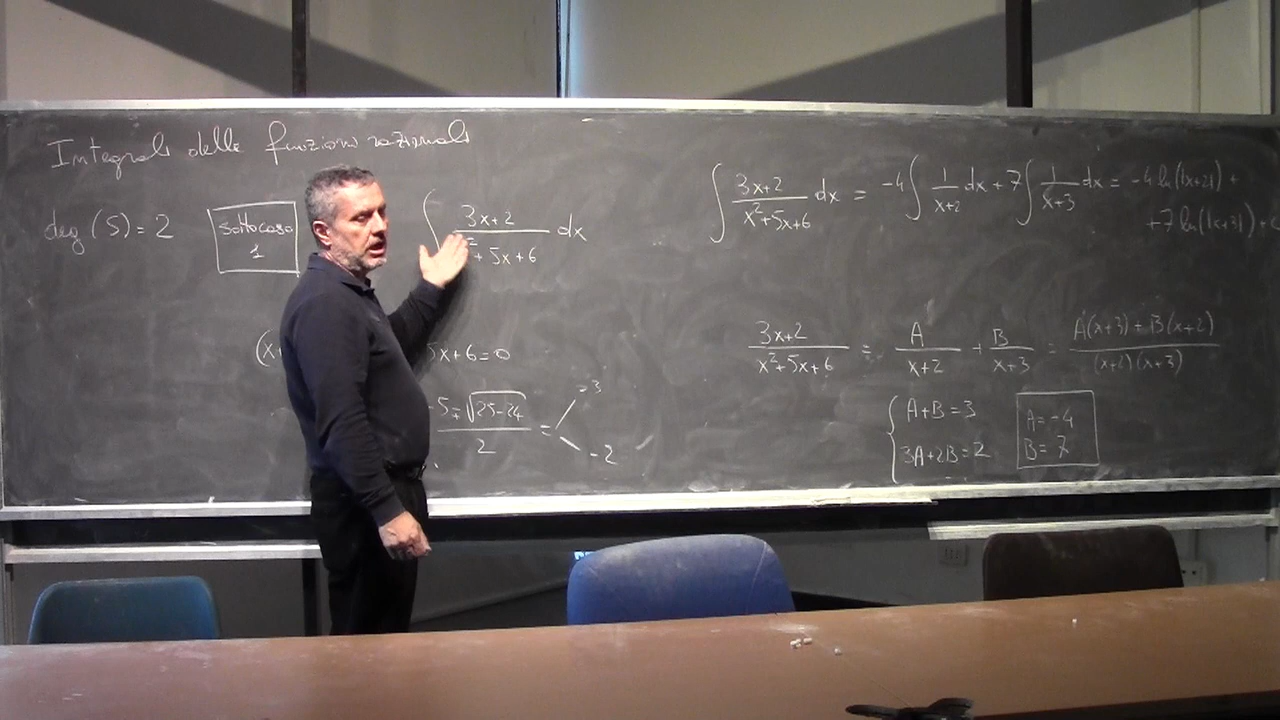 Integrali delle funzioni razionali
deg(S) = 2
sottocaso
1
∫ 3x+2 / x²+5x+6 dx
(x+
5x+6=0
-5±√25-24 / 2 = -3
-2
∫ 3x+2 / x²+5x+6 dx = -4∫ 1 / x+2 dx + 7∫ 1 / x+3 dx = -4 ln(|x+2|) +
+7 ln(|x+3|) + c
3x+2 / x²+5x+6 = A / x+2 + B / x+3 = A(x+3) + B(x+2) / (x+2)(x+3)
A+B=3
3A+2B=2
A=-4
B=7